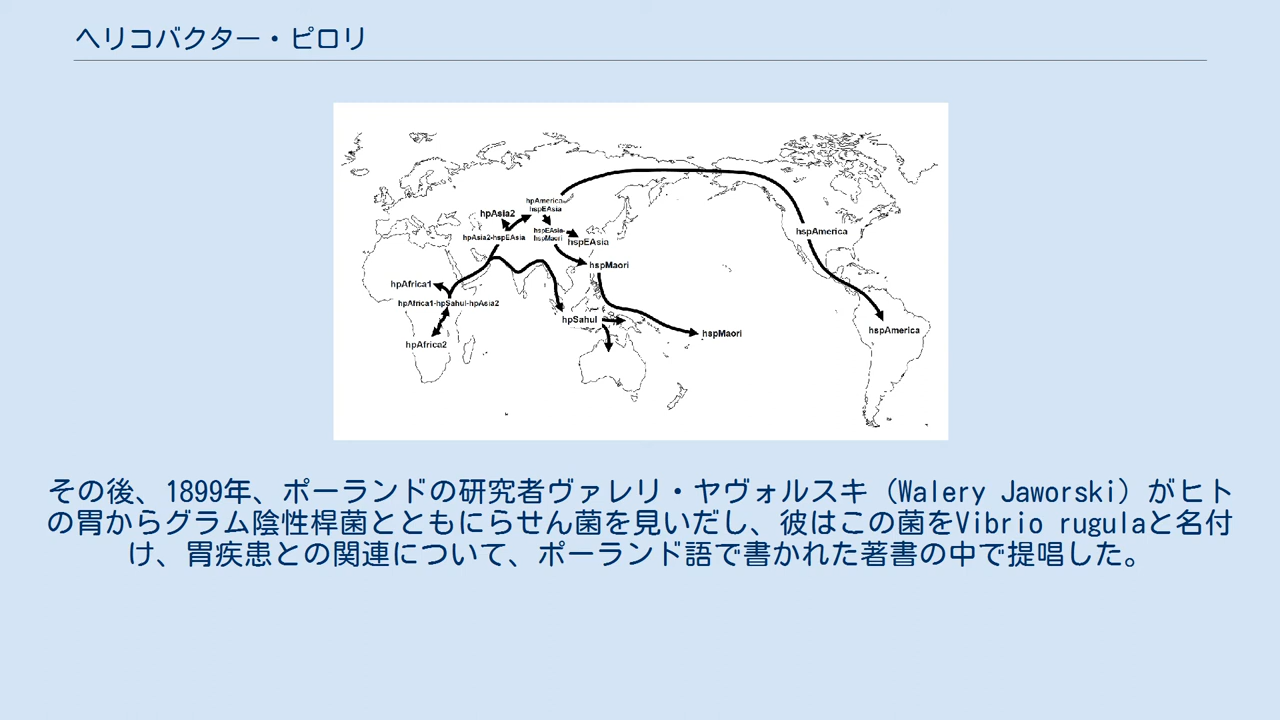 ヘリコバクター・ピロリ
hpAmerica
hspEAsia
hpAsia2
hpAsia2-hspEAsia
hspEAsia-
hspMaori
hspEAsia
hspMaori
hspAmerica
hpAfrica1
hpAfrica1-hpSahul-hpAsia2
hpSahul
hpAfrica2
hspMaori
hspAmerica
その後、1899年、ポーランドの研究者ヴァレリ・ヤヴォルスキ（Walery Jaworski）がヒト
の胃からグラム陰性桿菌とともにらせん菌を見いだし、彼はこの菌をVibrio rugulaと名付
け、胃疾患との関連について、ポーランド語で書かれた著書の中で提唱した。